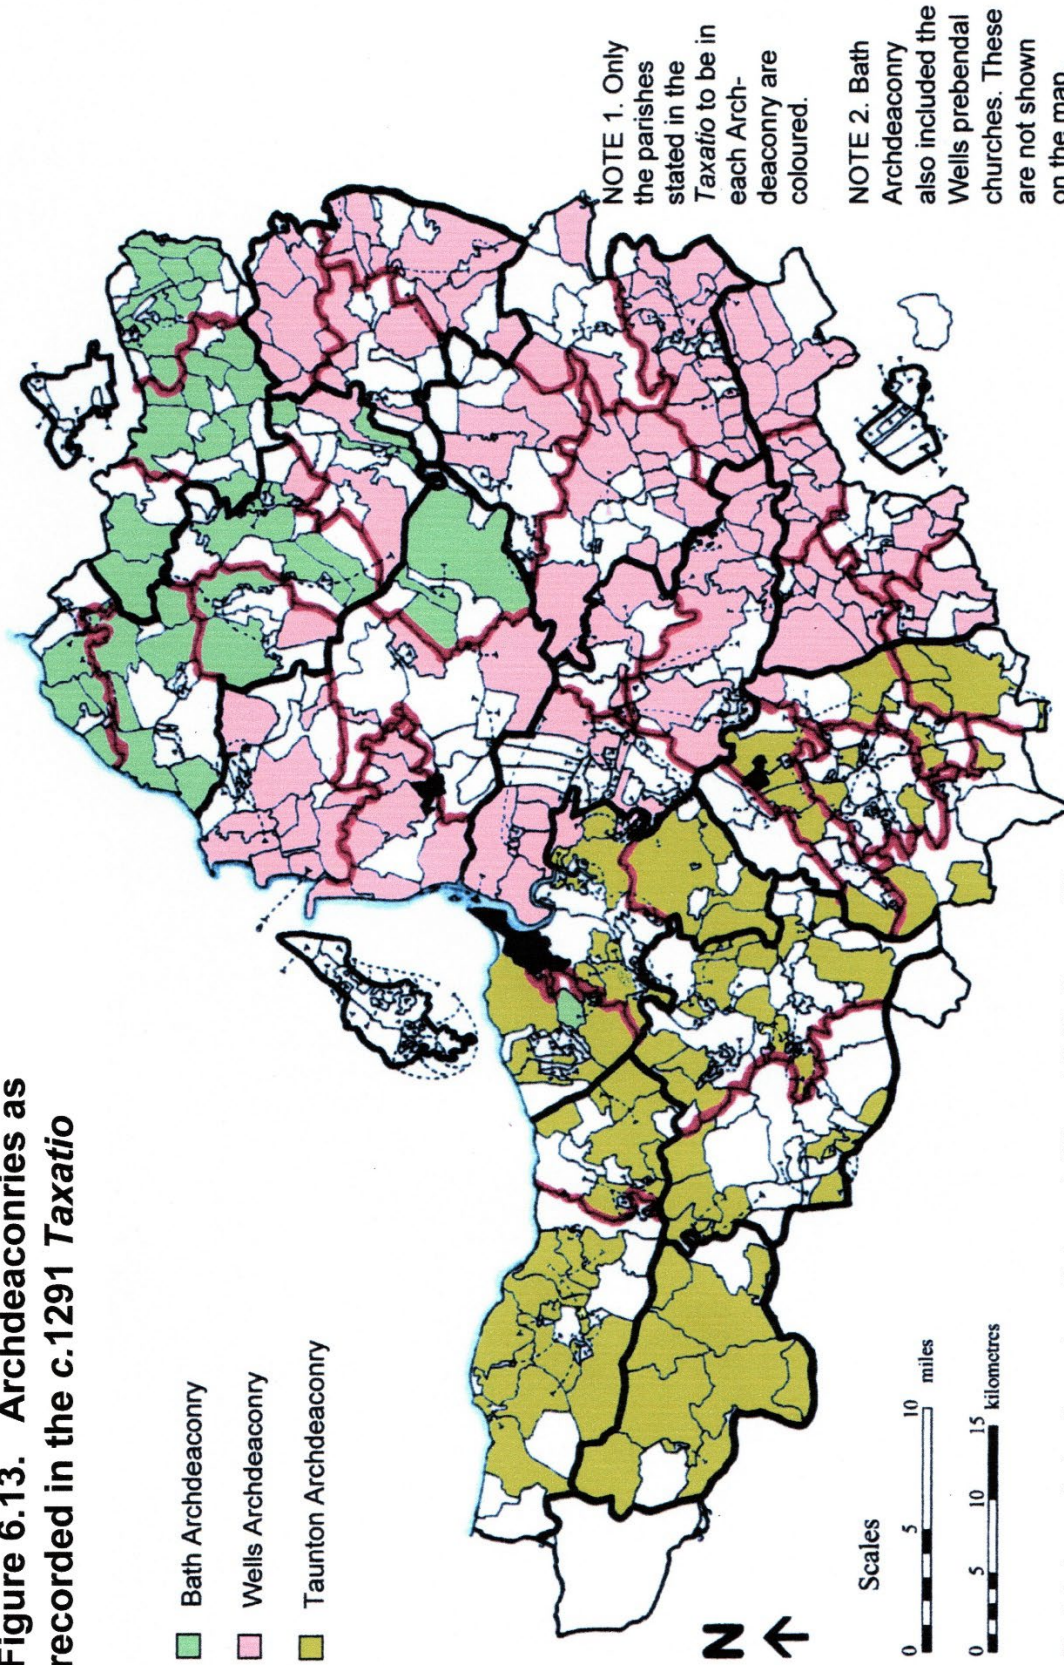 Figure 6.13. Archdeaconries as
recorded in the c.1291 Taxatio
Bath Archdeaconry
Wells Archdeaconry
Taunton Archdeaconry
NOTE 1. Only
the parishes
stated in the
Taxatio to be in
each Arch-
deaconry are
coloured.
NOTE 2. Bath
Archdeaconry
also included the
Wells prebendal
churches. These
are not shown
on the map
N
Scales
0 5 10 miles
0 5 10 15 kilometres